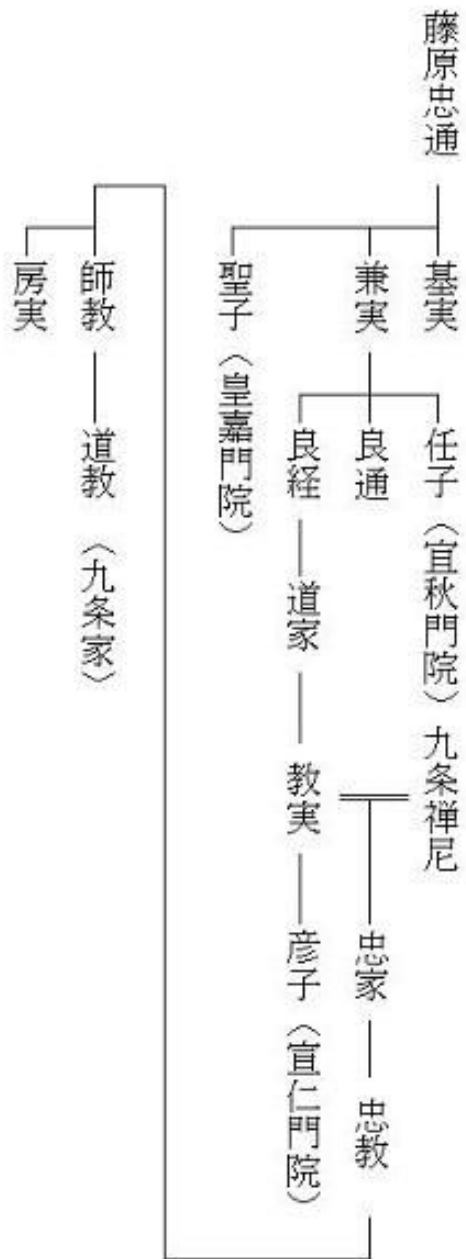 藤原忠通
基実
兼実
聖子（皇嘉門院）
任子（宜秋門院）
良通
良経
道家
教実
九条禅尼
忠家
彦子（宣仁門院）
忠教
師教
房実
道教〈九条家〉